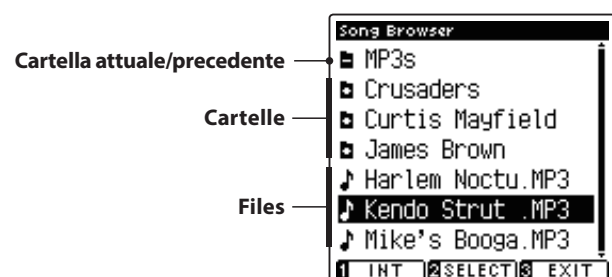 Song Browser
Cartella attuale/precedente
MP3s
Cartelle
Crusaders
Curtis Mayfield
James Brown
Files
Harlem Noctu.MP3
Kendo Strut .MP3
Mike's Booga.MP3
1 INT 2 SELECT 3 EXIT